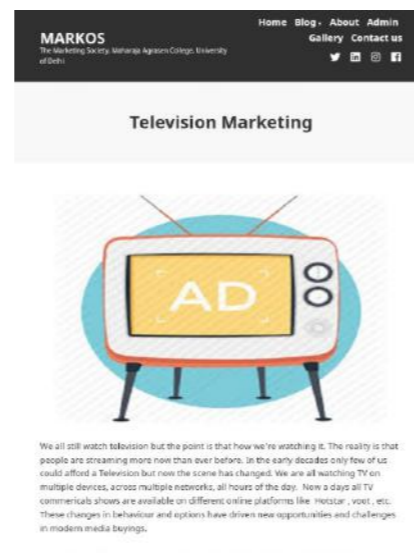 Home Blog About Admin
Gallery Contact us
MARKOS
The Marketing Society, Maharaja Agrasen College, University
of Delhi
Television Marketing
AD
We all still watch television but the point is that how we're watching it. The reality is that
people are streaming more now than ever before. In the early decades only few of us
could afford a Television but now the scene has changed. We are all watching TV on
multiple devices, across multiple networks, all hours of the day. Now a days all TV
commericals shows are available on different online platforms like Hotstar , voot , etc.
These changes in behaviour and options have driven new opportunities and challenges
in modern media buyings.